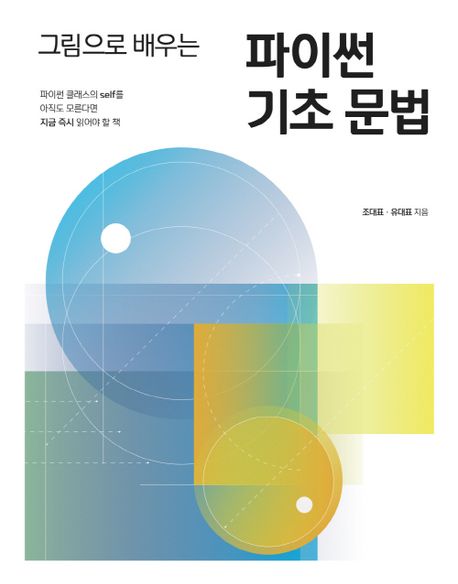 그림으로 배우는
파이썬
기초 문법
파이썬 클래스의 self를
아직도 모른다면
지금 즉시 읽어야 할 책
조대표 · 유대표 지음